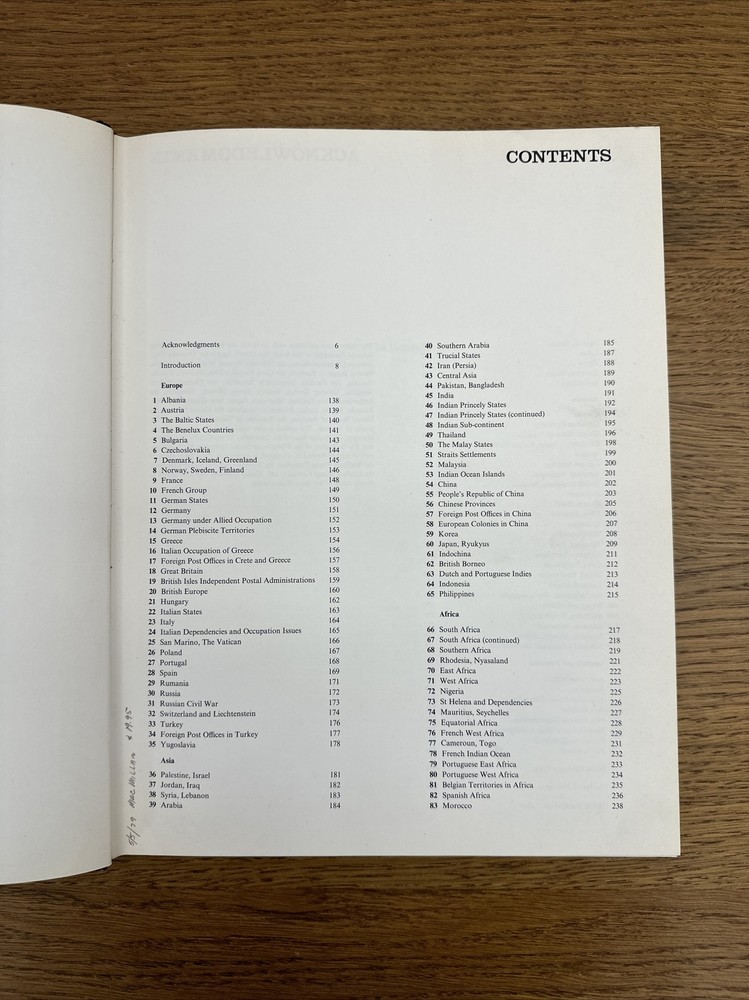 CONTENTS
Acknowledgments 6
Introduction 8
Europe
1 Albania 138
2 Austria 139
3 The Baltic States 140
4 The Benelux Countries 141
5 Bulgaria 143
6 Czechoslovakia 144
7 Denmark, Iceland, Greenland 145
8 Norway, Sweden, Finland 146
9 France 148
10 French Group 149
11 German States 150
12 Germany 151
13 Germany under Allied Occupation 152
14 German Plebiscite Territories 153
15 Greece 154
16 Italian Occupation of Greece 156
17 Foreign Post Offices in Crete and Greece 157
18 Great Britain 158
19 British Isles Independent Postal Administrations 159
20 British Europe 160
21 Hungary 162
22 Italian States 163
23 Italy 164
24 Italian Dependencies and Occupation Issues 165
25 San Marino, The Vatican 166
26 Poland 167
27 Portugal 168
28 Spain 169
29 Rumania 171
30 Russia 172
31 Russian Civil War 173
32 Switzerland and Liechtenstein 174
33 Turkey 176
34 Foreign Post Offices in Turkey 177
35 Yugoslavia 178
Asia
36 Palestine, Israel 181
37 Jordan, Iraq 182
38 Syria, Lebanon 183
39 Arabia 184
40 Southern Arabia 185
41 Trucial States 187
42 Iran (Persia) 188
43 Central Asia 189
44 Pakistan, Bangladesh 190
45 India 191
46 Indian Princely States 192
47 Indian Princely States (continued) 194
48 Indian Sub-continent 195
49 Thailand 196
50 The Malay States 198
51 Straits Settlements 199
52 Malaysia 200
53 Indian Ocean Islands 201
54 China 202
55 People's Republic of China 203
56 Chinese Provinces 205
57 Foreign Post Offices in China 206
58 European Colonies in China 207
59 Korea 208
60 Japan, Ryukyus 209
61 Indochina 211
62 British Borneo 212
63 Dutch and Portuguese Indies 213
64 Indonesia 214
65 Philippines 215
Africa
66 South Africa 217
67 South Africa (continued) 218
68 Southern Africa 219
69 Rhodesia, Nyasaland 221
70 East Africa 222
71 West Africa 223
72 Nigeria 225
73 St Helena and Dependencies 226
74 Mauritius, Seychelles 227
75 Equatorial Africa 228
76 French West Africa 229
77 Cameroun, Togo 231
78 French Indian Ocean 232
79 Portuguese East Africa 233
80 Portuguese West Africa 234
81 Belgian Territories in Africa 235
82 Spanish Africa 236
83 Morocco 238
5/5/79 MACMILLAN $ 19.95